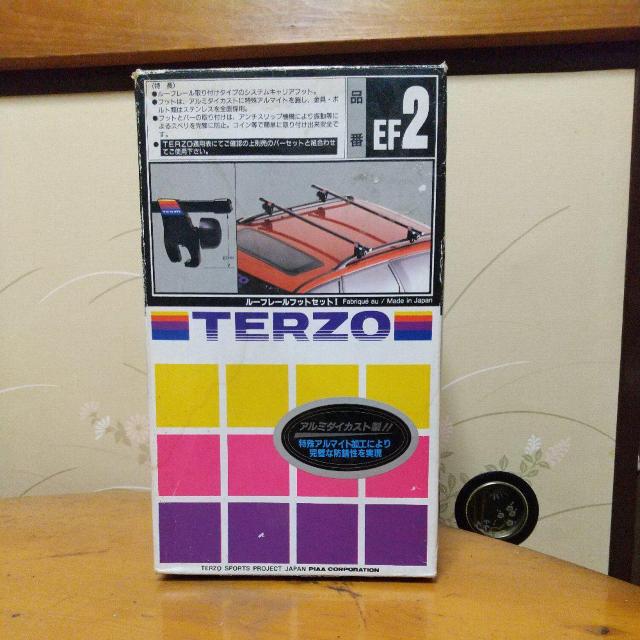 (特長)
●ルーフレール取り付けタイプのシステムキャリアフット。
●フットは、アルミダイカストに特殊アルマイトを施し、金具・ボ
ルト類はステンレスを全面採用。
●フットとバーの取り付けは、アンチスリップ機構により振動等に
よるズベリを完璧に防止。コイン等で簡単に取り付け出来安全で
す。
●TERZO適用表にてご確認の上別売のバーセットと組合わせ
てご使用下さい。
品番
EF2
ルーフレールフットセットI Fabriqué au / Made in Japan
TERZO
アルミダイカスト製!!
特殊アルマイト加工により
完璧な防錆性を実現
TERZO SPORTS PROJECT JAPAN PIAA CORPORATION